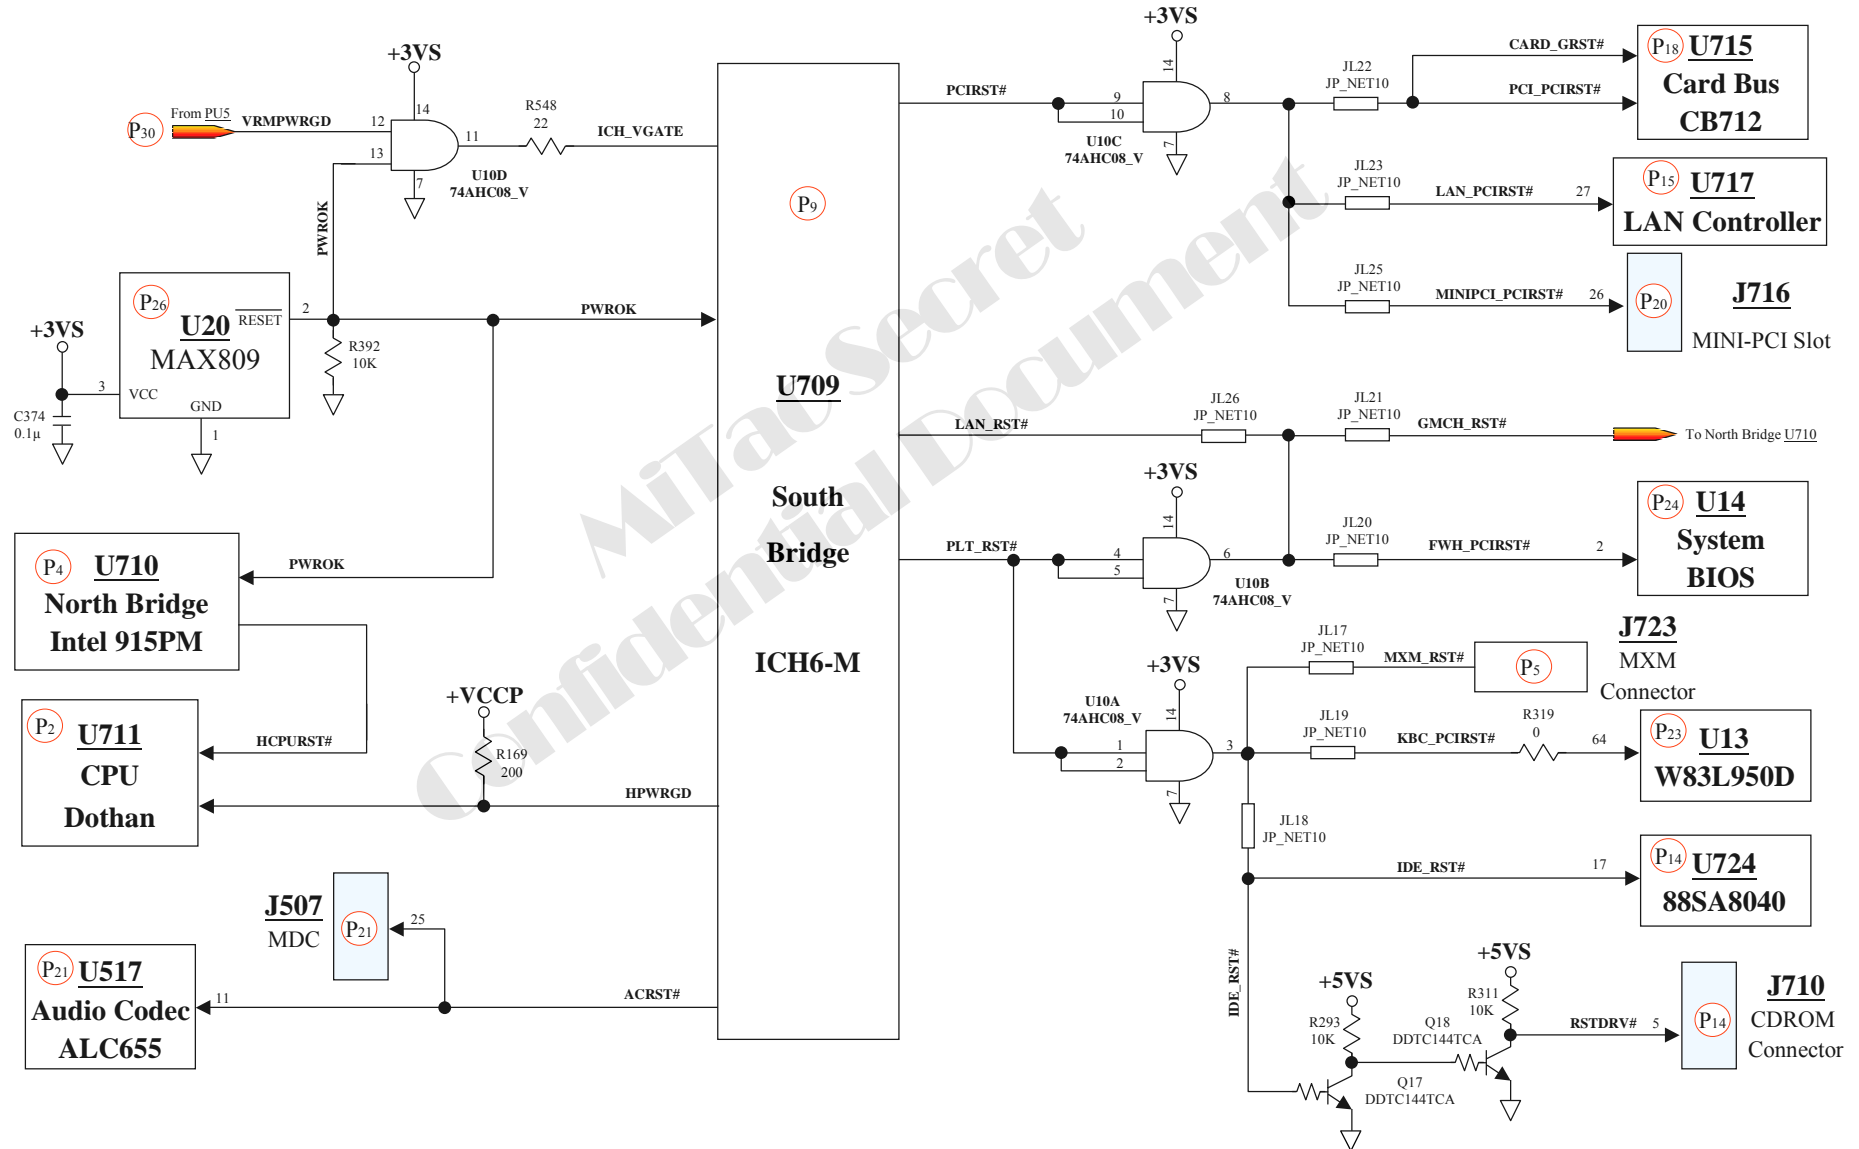 +3VS
From PU5
P30
VRMPWRGD
12
13
14
11
7
R548
22
ICH_VGATE
U10D
74AHC08_V
PWROK
P26
U20
RESET
MAX809
2
3
VCC
GND
1
+3VS
C374
0.1µ
R392
10K
PWROK
P4
U710
North Bridge
Intel 915PM
PWROK
P2
U711
CPU
Dothan
HCPURST#
+VCCP
R169
200
HPWRGD
J507
MDC
P21
25
P21
U517
Audio Codec
ALC655
11
ACRST#
P9
U709
South
Bridge
ICH6-M
MiTac Secret
Confidential Document
PCIRST#
+3VS
14
9
10
8
7
U10C
74AHC08_V
JL22
JP_NET10
CARD_GRST#
PCI_PCIRST#
P18
U715
Card Bus
CB712
JL23
JP_NET10
LAN_PCIRST#
27
P15
U717
LAN Controller
JL25
JP_NET10
MINIPCI_PCIRST#
26
P20
J716
MINI-PCI Slot
LAN_RST#
JL26
JP_NET10
JL21
JP_NET10
GMCH_RST#
To North Bridge U710
PLT_RST#
+3VS
14
4
5
6
7
U10B
74AHC08_V
JL20
JP_NET10
FWH_PCIRST#
2
P24
U14
System
BIOS
+3VS
U10A
74AHC08_V
14
1
2
3
7
JL17
JP_NET10
MXM_RST#
P5
J723
MXM
Connector
JL19
JP_NET10
KBC_PCIRST#
R319
0
64
P23
U13
W83L950D
JL18
JP_NET10
IDE_RST#
17
P14
U724
88SA8040
IDE_RST#
+5VS
R293
10K
Q17
DDTC144TCA
Q18
DDTC144TCA
+5VS
R311
10K
RSTDRV#
5
P14
J710
CDROM
Connector